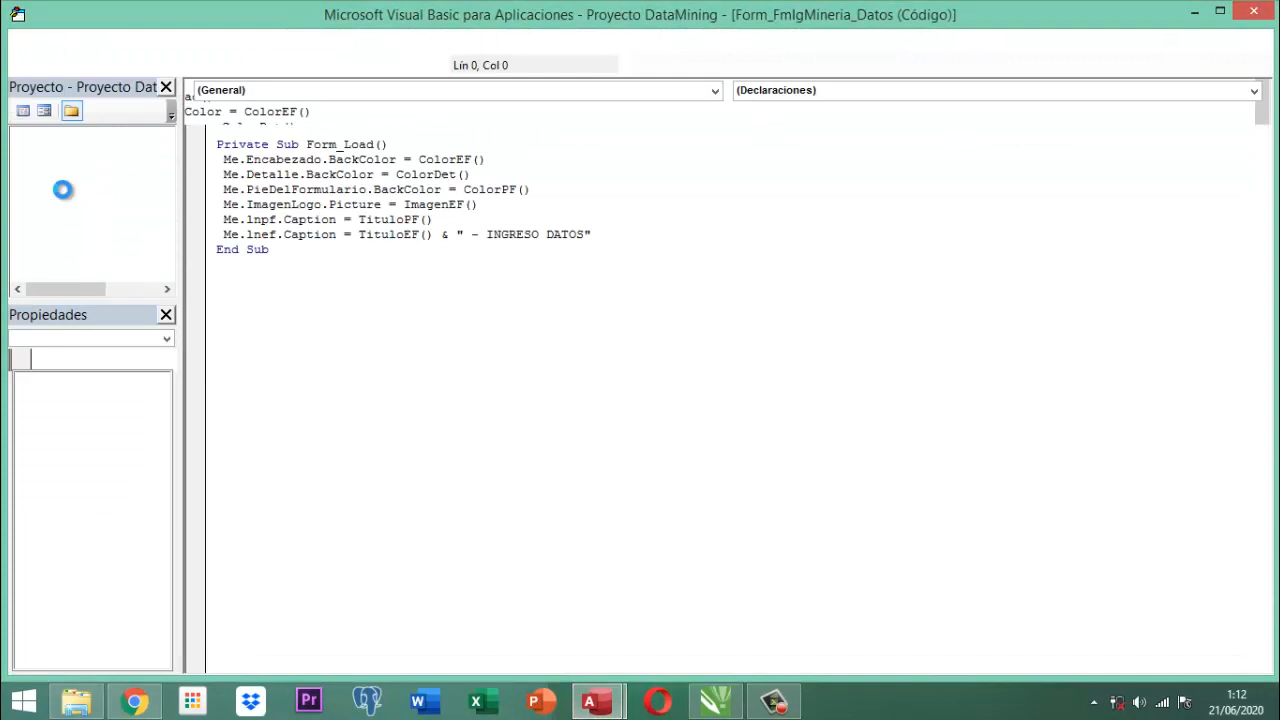 Microsoft Visual Basic para Aplicaciones - Proyecto DataMining - [Form_FmIgMineria_Datos (Código)]
Lín 0, Col 0
Proyecto - Proyecto Dat
(General)
(Declaraciones)
Color = ColorEF()
Private Sub Form_Load()
Me.Encabezado.BackColor = ColorEF()
Me.Detalle.BackColor = ColorDet()
Me.PieDelFormulario.BackColor = ColorPF()
Me.ImagenLogo.Picture = ImagenEF()
Me.lnpf.Caption = TituloPF()
Me.lnef.Caption = TituloEF() & " - INGRESO DATOS"
End Sub
Propiedades
Pr
W
X
P
A
1:12
21/06/2020